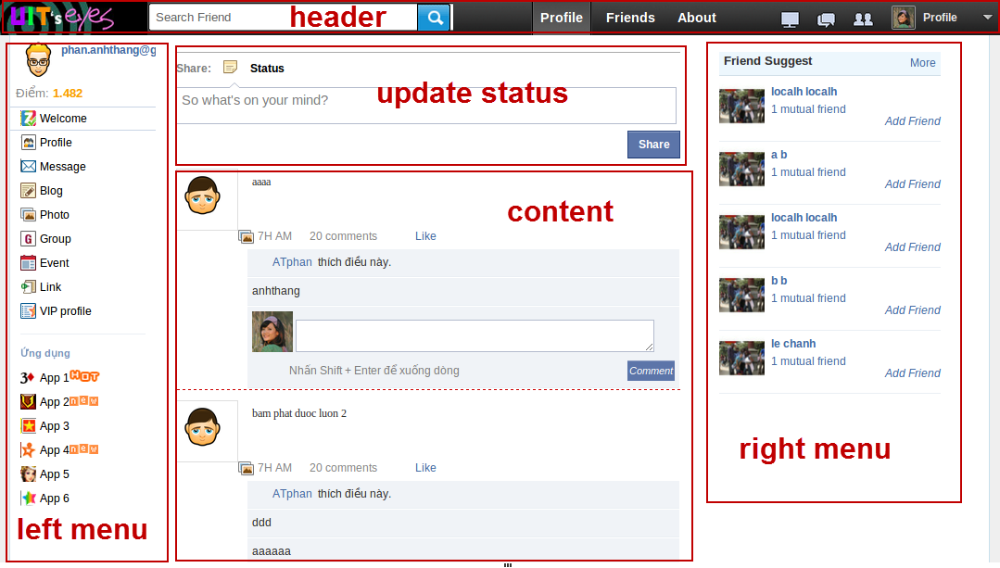 UIT's eyes
Search Friend
header
Profile
Friends
About
Profile
phan.anhthang@g
Điểm: 1.482
Welcome
Profile
Message
Blog
Photo
Group
Event
Link
VIP profile
Ứng dụng
App 1 HOT
App 2 new
App 3
App 4 new
App 5
App 6
left menu
Share:
Status
So what's on your mind?
update status
Share
aaaa
content
7H AM 20 comments Like
ATphan thích điều này.
anhthang
Nhấn Shift + Enter để xuống dòng
Comment
bam phat duoc luon 2
7H AM 20 comments Like
ATphan thích điều này.
ddd
aaaaaa
Friend Suggest
More
localh localh
1 mutual friend
Add Friend
a b
1 mutual friend
Add Friend
localh localh
1 mutual friend
Add Friend
b b
1 mutual friend
Add Friend
le chanh
1 mutual friend
Add Friend
right menu